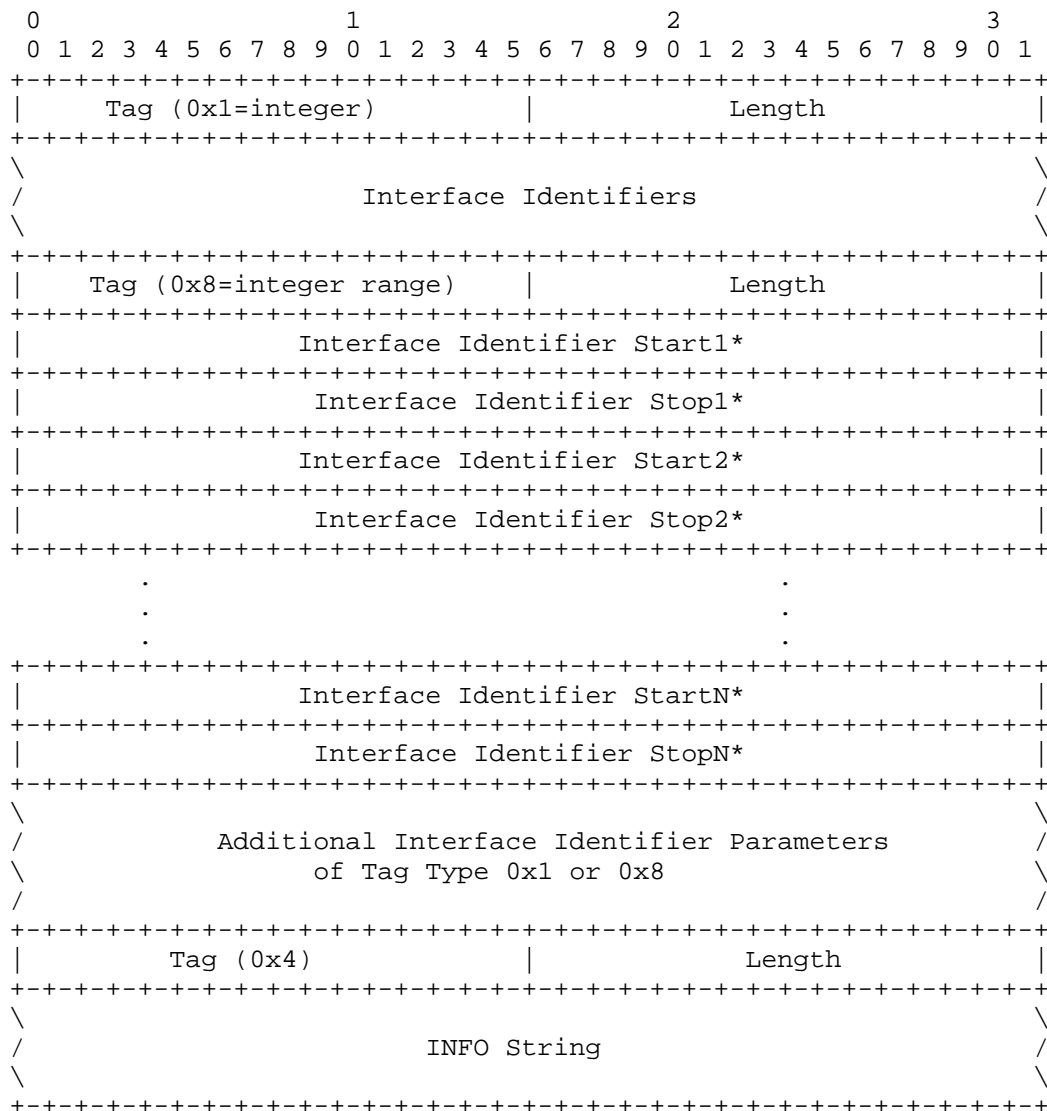 0                   1                   2                   3
0 1 2 3 4 5 6 7 8 9 0 1 2 3 4 5 6 7 8 9 0 1 2 3 4 5 6 7 8 9 0 1
+-+-+-+-+-+-+-+-+-+-+-+-+-+-+-+-+-+-+-+-+-+-+-+-+-+-+-+-+-+-+-+-+
|     Tag (0x1=integer)         |            Length             |
+-+-+-+-+-+-+-+-+-+-+-+-+-+-+-+-+-+-+-+-+-+-+-+-+-+-+-+-+-+-+-+-+
\                                                               \
/                     Interface Identifiers                     /
\                                                               \
+-+-+-+-+-+-+-+-+-+-+-+-+-+-+-+-+-+-+-+-+-+-+-+-+-+-+-+-+-+-+-+-+
|    Tag (0x8=integer range)    |            Length             |
+-+-+-+-+-+-+-+-+-+-+-+-+-+-+-+-+-+-+-+-+-+-+-+-+-+-+-+-+-+-+-+-+
|                 Interface Identifier Start1*                  |
+-+-+-+-+-+-+-+-+-+-+-+-+-+-+-+-+-+-+-+-+-+-+-+-+-+-+-+-+-+-+-+-+
|                  Interface Identifier Stop1*                  |
+-+-+-+-+-+-+-+-+-+-+-+-+-+-+-+-+-+-+-+-+-+-+-+-+-+-+-+-+-+-+-+-+
|                 Interface Identifier Start2*                  |
+-+-+-+-+-+-+-+-+-+-+-+-+-+-+-+-+-+-+-+-+-+-+-+-+-+-+-+-+-+-+-+-+
|                  Interface Identifier Stop2*                  |
+-+-+-+-+-+-+-+-+-+-+-+-+-+-+-+-+-+-+-+-+-+-+-+-+-+-+-+-+-+-+-+-+
.                                       .
.                                       .
.                                       .
+-+-+-+-+-+-+-+-+-+-+-+-+-+-+-+-+-+-+-+-+-+-+-+-+-+-+-+-+-+-+-+-+
|                 Interface Identifier StartN*                  |
+-+-+-+-+-+-+-+-+-+-+-+-+-+-+-+-+-+-+-+-+-+-+-+-+-+-+-+-+-+-+-+-+
|                  Interface Identifier StopN*                  |
+-+-+-+-+-+-+-+-+-+-+-+-+-+-+-+-+-+-+-+-+-+-+-+-+-+-+-+-+-+-+-+-+
\                                                               \
/            Additional Interface Identifier Parameters         /
\                  of Tag Type 0x1 or 0x8                       \
/                                                               /
+-+-+-+-+-+-+-+-+-+-+-+-+-+-+-+-+-+-+-+-+-+-+-+-+-+-+-+-+-+-+-+-+
|         Tag (0x4)             |             Length            |
+-+-+-+-+-+-+-+-+-+-+-+-+-+-+-+-+-+-+-+-+-+-+-+-+-+-+-+-+-+-+-+-+
\                                                               \
/                         INFO String                           /
\                                                               \
+-+-+-+-+-+-+-+-+-+-+-+-+-+-+-+-+-+-+-+-+-+-+-+-+-+-+-+-+-+-+-+-+